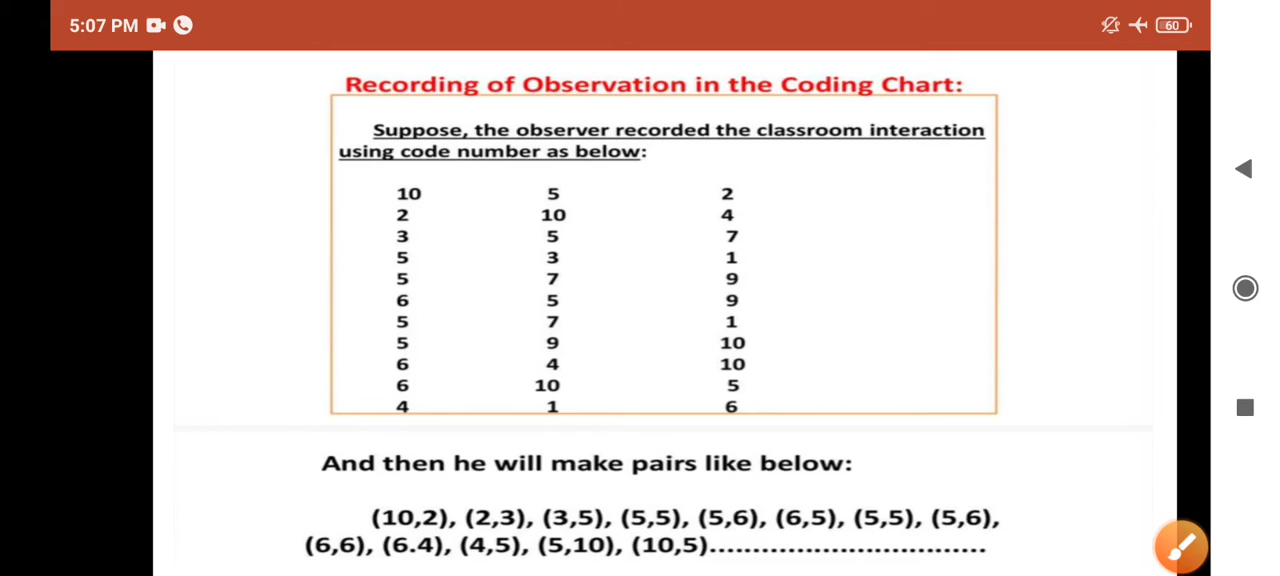 5:07 PM
60
Recording of Observation in the Coding Chart:
Suppose, the observer recorded the classroom interaction
using code number as below:
10 5 2
2 10 4
3 5 7
5 3 1
5 7 9
6 5 9
5 7 1
5 9 10
6 4 10
6 10 5
4 1 6
And then he will make pairs like below:
(10,2), (2,3), (3,5), (5,5), (5,6), (6,5), (5,5), (5,6),
(6,6), (6.4), (4,5), (5,10), (10,5)................................